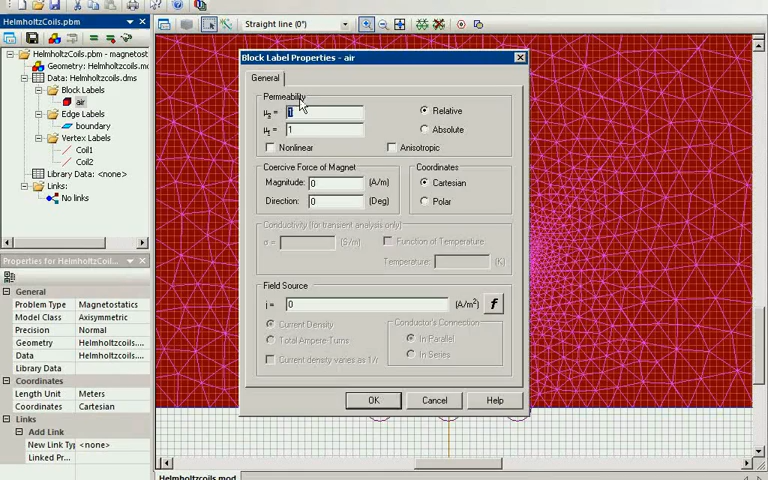 HelmholtzCoils.pbm
Straight line (0°)
HelmholtzCoils.pbm - magnetost
Geometry: HelmholtzCoils.mo
Data: HelmholtzCoils.dms
Block Labels
air
Edge Labels
boundary
Vertex Labels
Coil1
Coil2
Library Data: <none>
Links:
No links
Properties for HelmholtzCoil...
General
Problem Type Magnetostatics
Model Class Axisymmetric
Precision Normal
Geometry Helmholtzcoils.
Data Helmholtzcoils.
Library Data
Coordinates
Length Unit Meters
Coordinates Cartesian
Links
Add Link
New Link Typ <none>
Linked Pr...
Block Label Properties - air
General
Permeability
= 1
= 1
Relative
Absolute
Nonlinear
Anisotropic
Coercive Force of Magnet
Magnitude: 0 (A/m)
Direction: 0 (Deg)
Coordinates
Cartesian
Polar
Conductivity (for transient analysis only)
σ = (S/m)
Function of Temperature
Temperature: (K)
Field Source
j = 0 (A/m²) f
Current Density
Total Ampere-Turns
Current density varies as 1/r
Conductor's Connection
In Parallel
In Series
OK Cancel Help
Helmholtzcoils.mod